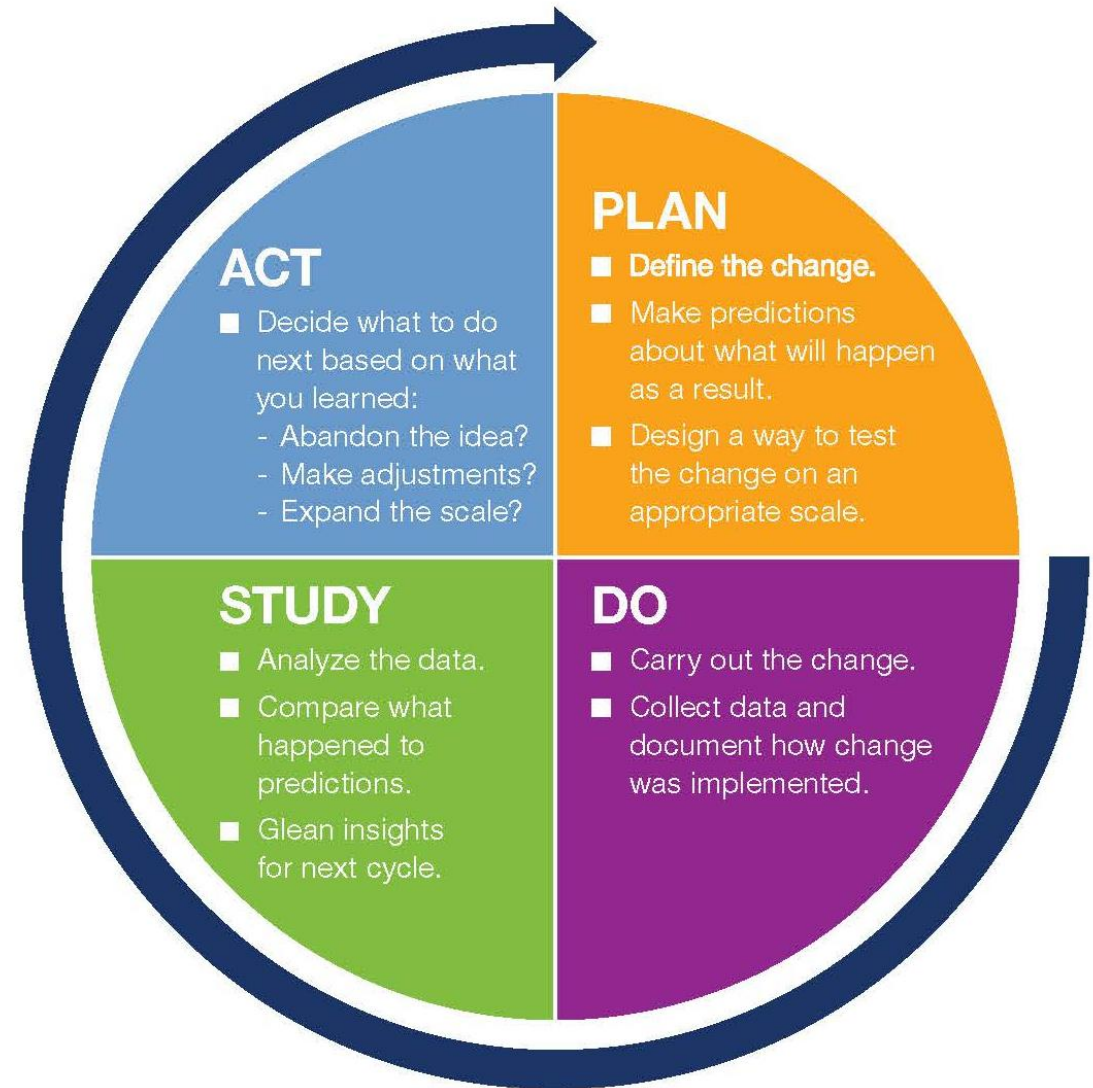 PLAN
■ Define the change.
■ Make predictions
about what will happen
as a result.
■ Design a way to test
the change on an
appropriate scale.
DO
■ Carry out the change.
■ Collect data and
document how change
was implemented.
STUDY
■ Analyze the data.
■ Compare what
happened to
predictions.
■ Glean insights
for next cycle.
ACT
■ Decide what to do
next based on what
you learned:
- Abandon the idea?
- Make adjustments?
- Expand the scale?